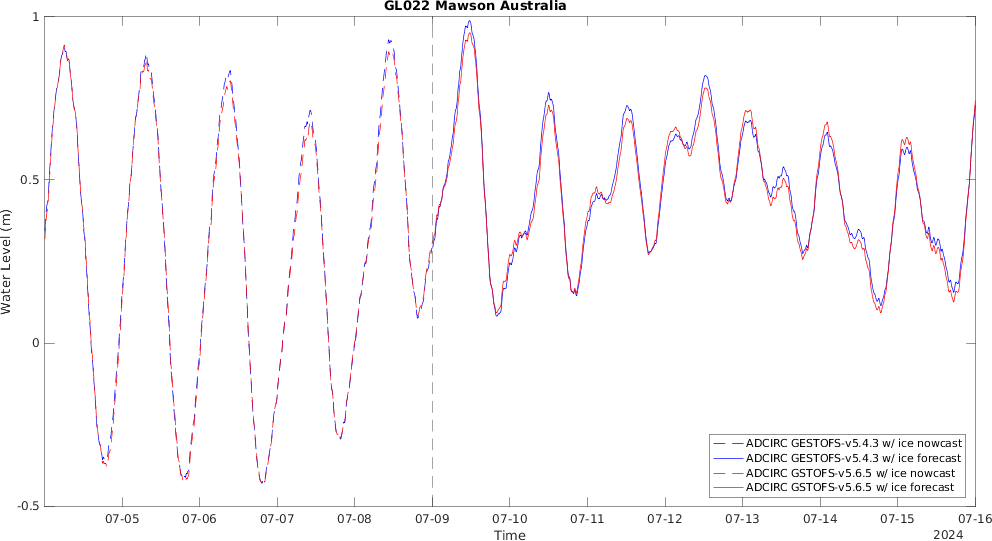 GL022 Mawson Australia
1
0.5
0
-0.5
Water Level (m)
07-05 07-06 07-07 07-08 07-09 07-10 07-11 07-12 07-13 07-14 07-15 07-16
Time
2024
ADCIRC GESTOFS-v5.4.3 w/ ice nowcast
ADCIRC GESTOFS-v5.4.3 w/ ice forecast
ADCIRC GSTOFS-v5.6.5 w/ ice nowcast
ADCIRC GSTOFS-v5.6.5 w/ ice forecast